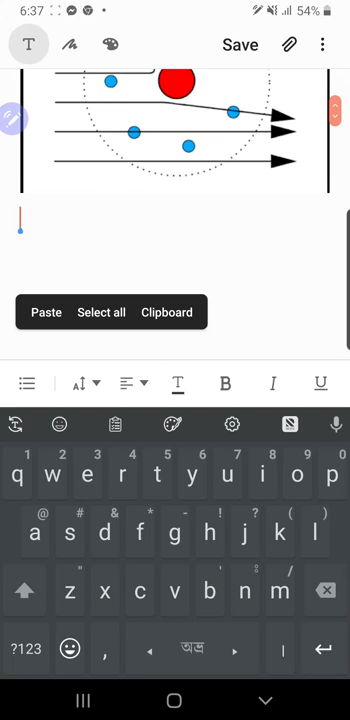 6:37 54%
T Save
Paste Select all Clipboard
T B I U
1 2 3 4 5 6 7 8 9 0
q w e r t y u i o p
@ # & * - ! ? ( )
a s d f g h j k l
" ' : /
z x c v b n m
?123 , অভ্র ।